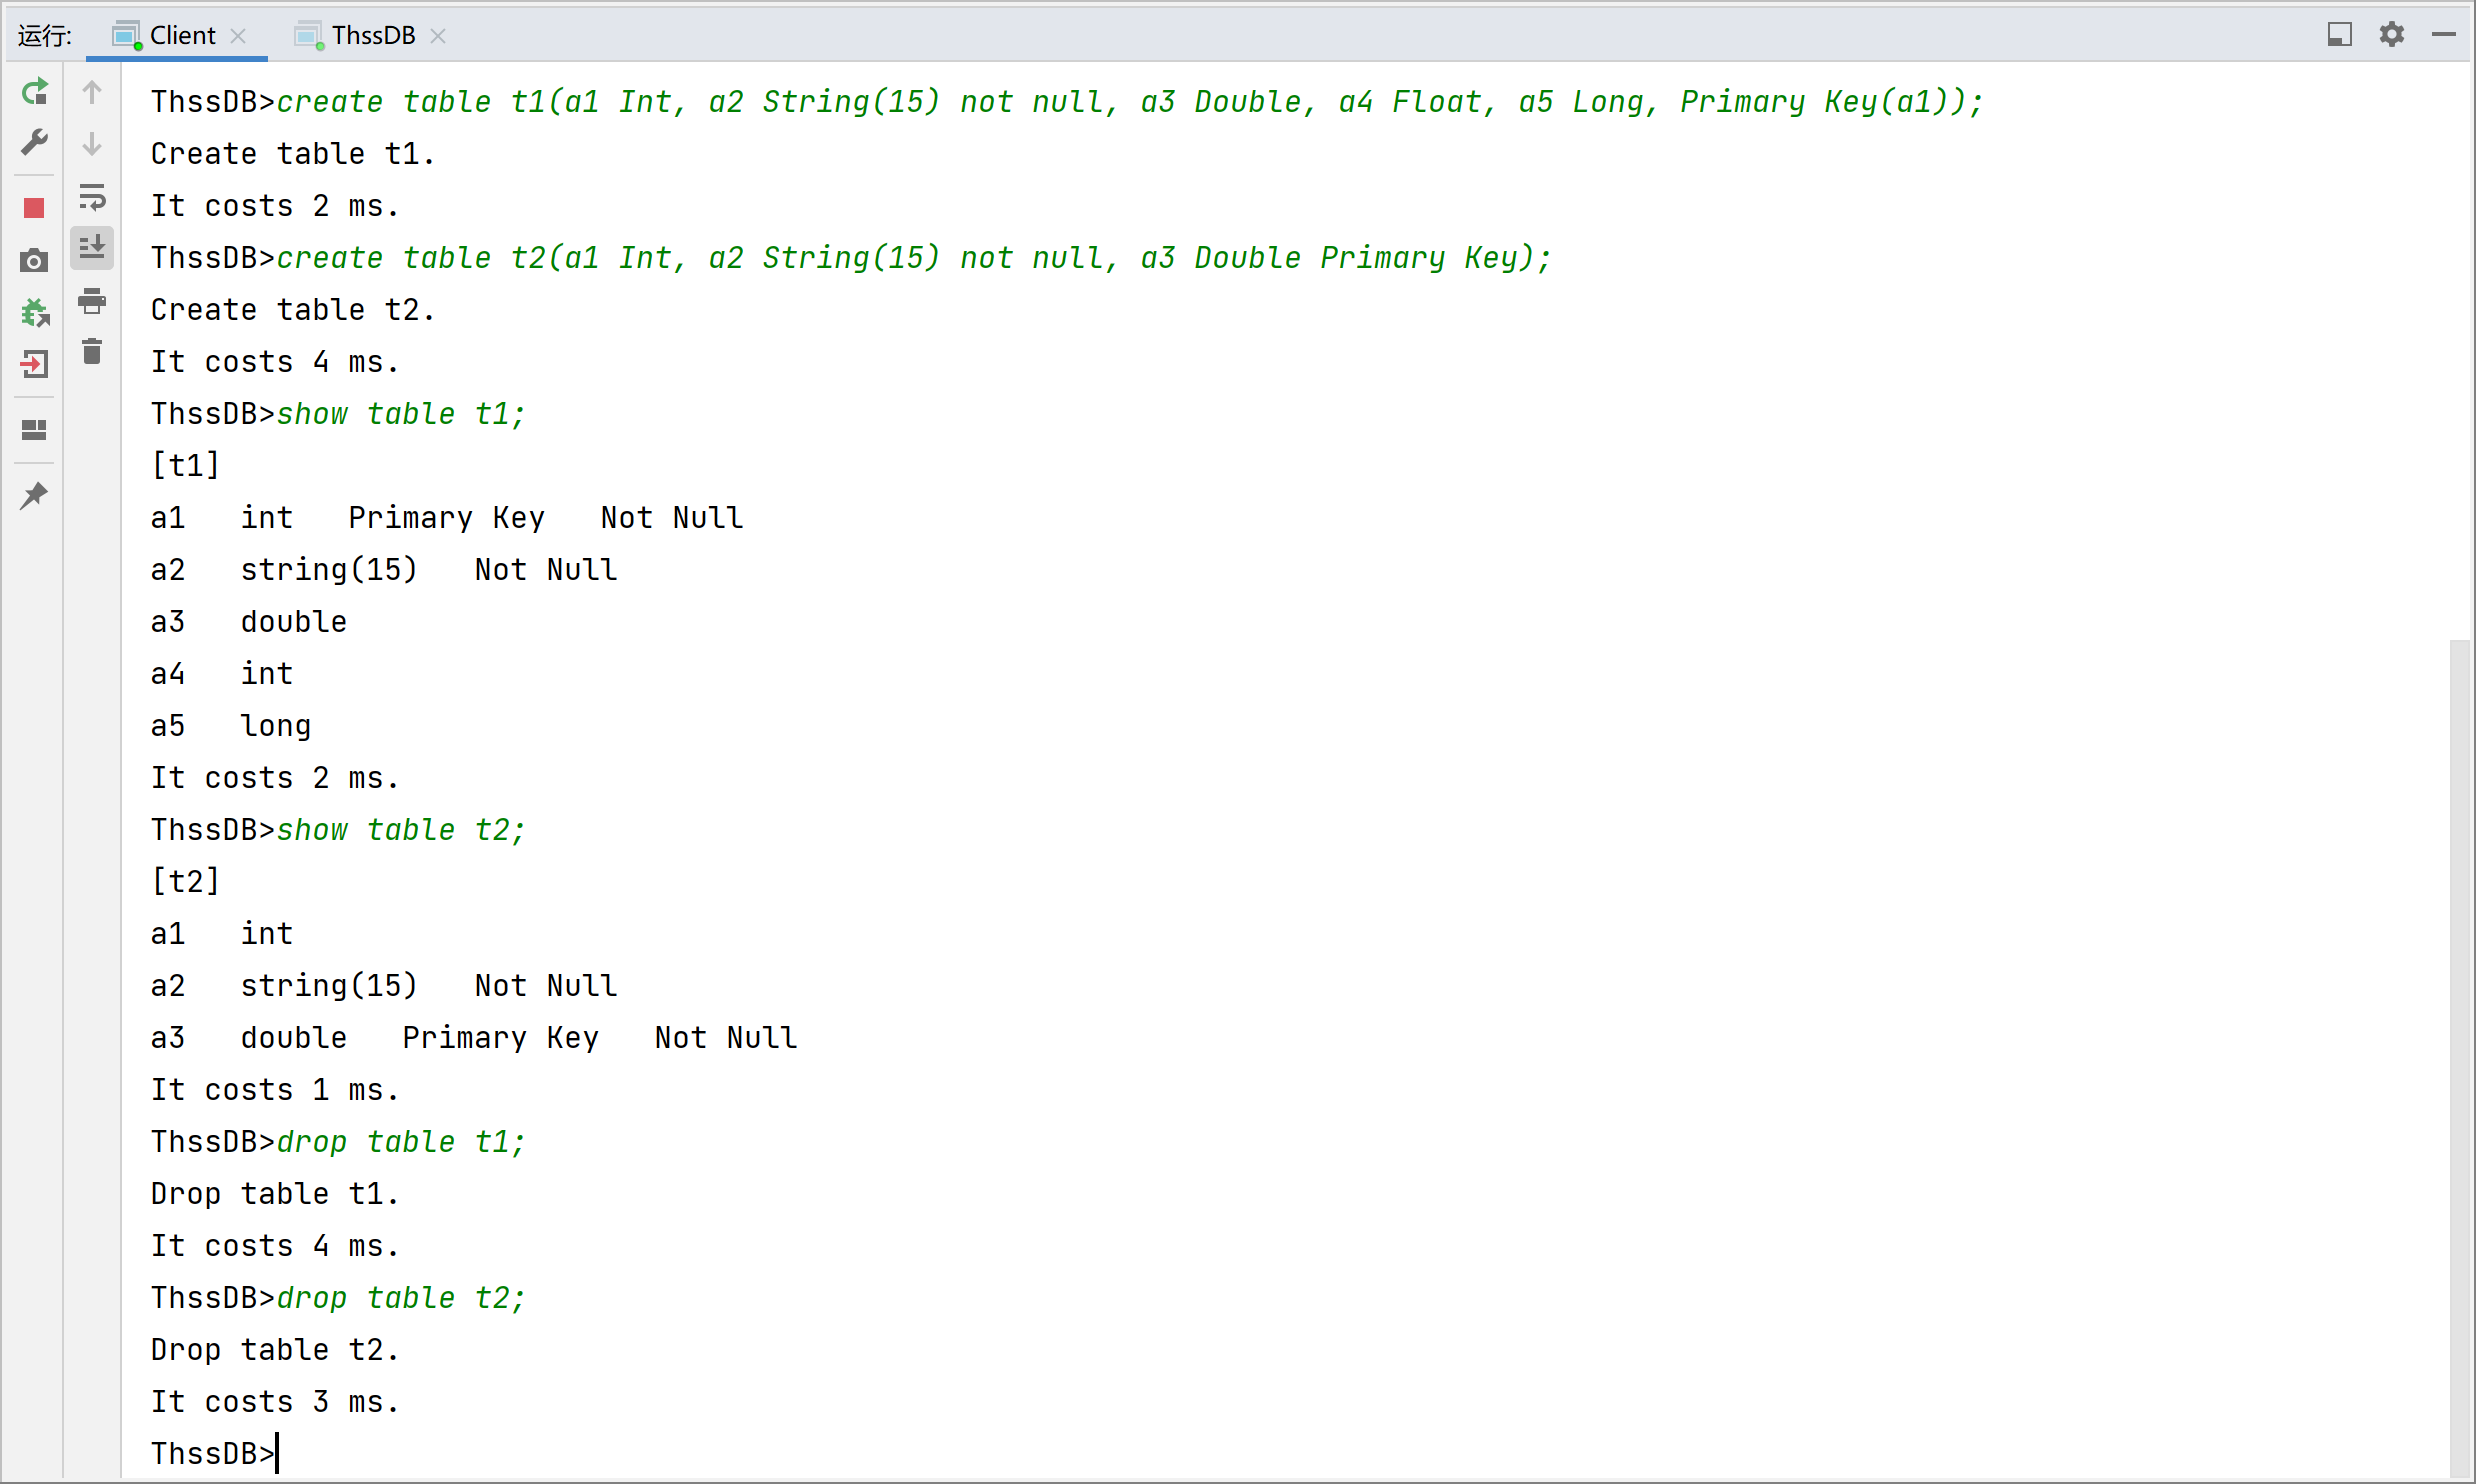 运行: Client ThssDB
ThssDB>create table t1(a1 Int, a2 String(15) not null, a3 Double, a4 Float, a5 Long, Primary Key(a1));
Create table t1.
It costs 2 ms.
ThssDB>create table t2(a1 Int, a2 String(15) not null, a3 Double Primary Key);
Create table t2.
It costs 4 ms.
ThssDB>show table t1;
[t1]
a1   int   Primary Key   Not Null
a2   string(15)   Not Null
a3   double
a4   int
a5   long
It costs 2 ms.
ThssDB>show table t2;
[t2]
a1   int
a2   string(15)   Not Null
a3   double   Primary Key   Not Null
It costs 1 ms.
ThssDB>drop table t1;
Drop table t1.
It costs 4 ms.
ThssDB>drop table t2;
Drop table t2.
It costs 3 ms.
ThssDB>